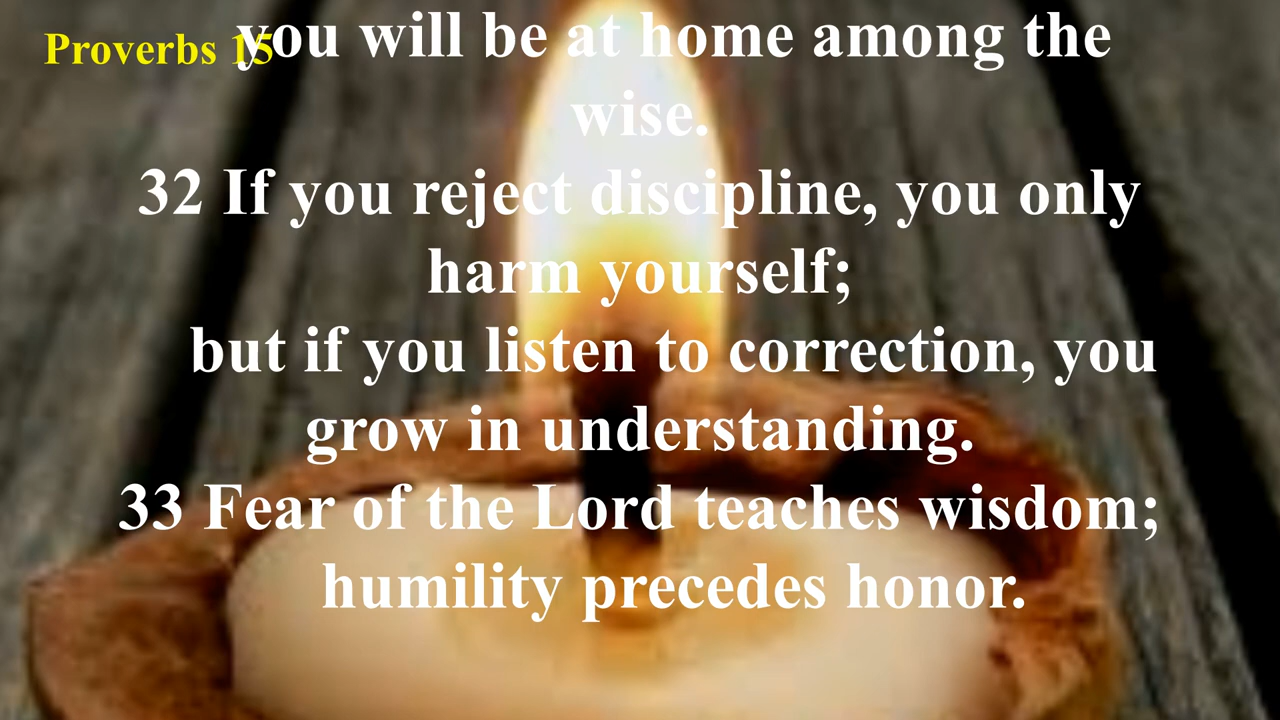 Proverbs 15
you will be at home among the
wise.
32 If you reject discipline, you only
harm yourself;
but if you listen to correction, you
grow in understanding.
33 Fear of the Lord teaches wisdom;
humility precedes honor.